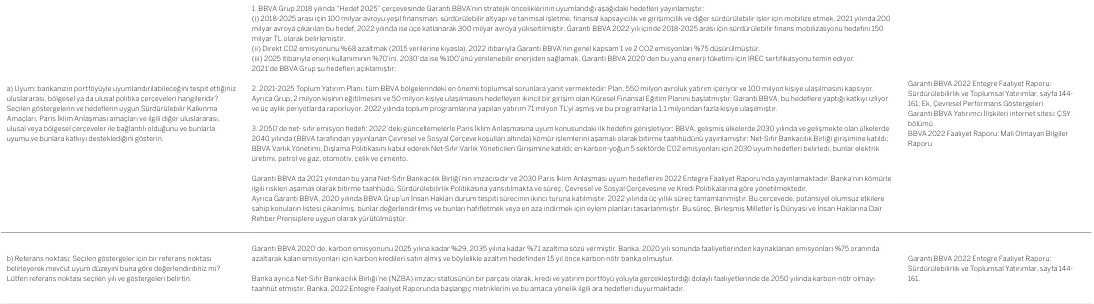 a) Uyum: bankanızın portföyüyle uyumlandırılabileceğini tespit ettiğiniz
uluslararası, bölgesel ya da ulusal politika çerçeveleri hangileridir?
Seçilen göstergelerin ve hedeflerin uygun Sürdürülebilir Kalkınma
Amaçları, Paris İklim Anlaşması amaçları ve ilgili diğer uluslararası,
ulusal veya bölgesel çerçeveler ile bağlantılı olduğunu ve bunlarla
uyumu ve bunlara katkıyı desteklediğini gösterin.
1. BBVA Grup 2018 yılında "Hedef 2025" çerçevesinde Garanti BBVA'nın stratejik önceliklerinin uyumlandığı aşağıdaki hedefleri yayınlamıştır:
(i) 2018-2025 arası için 100 milyar avroyu yeşil finansman, sürdürülebilir altyapı ve tarımsal işletme, finansal kapsayıcılık ve girişimcilik ve diğer sürdürülebilir işler için mobilize etmek. 2021 yılında 200
milyar avroya çıkarılan bu hedef, 2022 yılında ise üçe katlanarak 300 milyar avroya yükseltilmiştir. Garanti BBVA 2022 yılı içinde 2018-2025 arası için sürdürülebilir finans mobilizasyonu hedefini 150
milyar TL olarak belirlemiştir.
(ii) Direkt CO2 emisyonunu %68 azaltmak (2015 verilerine kıyasla). 2022 itibarıyla Garanti BBVA'nın genel kapsam 1 ve 2 CO2 emisyonları %75 düşürülmüştür.
(iii) 2025 itibarıyla enerji kullanımının %70'ini, 2030'da ise %100'ünü yenilenebilir enerjiden sağlamak. Garanti BBVA 2020'den bu yana enerji tüketimi için IREC sertifikasyonu temin ediyor.
2021'de BBVA Grup şu hedefleri açıklamıştır:
2. 2021-2025 Toplum Yatırım Planı, tüm BBVA bölgelerindeki en önemli toplumsal sorunlara yanıt vermektedir: Plan, 550 milyon avroluk yatırım içeriyor ve 100 milyon kişiye ulaşılmasını kapsıyor.
Ayrıca Grup, 2 milyon kişinin eğitilmesini ve 50 milyon kişiye ulaşılmasını hedefleyen ikincil bir girişim olan Küresel Finansal Eğitim Planını başlatmıştır. Garanti BBVA, bu hedeflere yaptığı katkıyı izliyor
ve üç aylık periyotlarda raporluyor. 2022 yılında toplum programlarına yapılan yatırım 71 milyon TL'yi aşmış ve bu programlarla 1,1 milyondan fazla kişiye ulaşılmıştır.
3. 2050'de net- sıfır emisyon hedefi; 2022'deki güncellemelerle Paris İklim Anlaşmasına uyum konusundaki ilk hedefini genişletiyor: BBVA, gelişmiş ülkelerde 2030 yılında ve gelişmekte olan ülkelerde
2040 yılında (BBVA tarafından yayınlanan Çevresel ve Sosyal Çerçeve koşulları altında) kömür işlemlerini aşamalı olarak bitirme taahhüdünü yayınlamıştır; Net-Sıfır Bankacılık Birliği girişimine katıldı;
BBVA Varlık Yönetimi, Dışlama Politikasını kabul ederek Net-Sıfır Varlık Yöneticileri Girişimine katıldı; en karbon-yoğun 5 sektörde CO2 emisyonları için 2030 uyum hedefleri belirledi, bunlar elektrik
üretimi, petrol ve gaz, otomotiv, çelik ve çimento.
Garanti BBVA da 2021 yılından bu yana Net-Sıfır Bankacılık Birliği'nin imzacısıdır ve 2030 Paris İklim Anlaşması uyum hedeflerini 2022 Entegre Faaliyet Raporu'nda yayınlamaktadır. Banka'nın kömürle
ilgili riskleri aşamalı olarak bitirme taahhüdü, Sürdürülebilirlik Politikasına yansıtılmakta ve süreç, Çevresel ve Sosyal Çerçevesine ve Kredi Politikalarına göre yönetilmektedir.
Ayrıca Garanti BBVA, 2020 yılında BBVA Grup'un İnsan Hakları durum tespiti sürecinin ikinci turuna katılmıştır. 2022 yılında üç yıllık süreç tamamlanmıştır. Bu çerçevede, potansiyel olumsuz etkilere
sahip konuların listesi çıkarılmış, bunlar değerlendirilmiş ve bunları hafifletmek veya en aza indirmek için eylem planları tasarlanmıştır. Bu süreç, Birleşmiş Milletler İş Dünyası ve İnsan Haklarına Dair
Rehber Prensiplere uygun olarak yürütülmüştür.
Garanti BBVA 2022 Entegre Faaliyet Raporu:
Sürdürülebilirlik ve Toplumsal Yatırımlar, sayfa 144-
161; Ek, Çevresel Performans Göstergeleri
Garanti BBVA Yatırımcı İlişkileri internet sitesi: ÇSY
bölümü
BBVA 2022 Faaliyet Raporu: Mali Olmayan Bilgiler
Raporu
b) Referans noktası: Seçilen göstergeler için bir referans noktası
belirleyerek mevcut uyum düzeyini buna göre değerlendirdiniz mi?
Lütfen referans noktası seçilen yılı ve göstergeleri belirtin.
Garanti BBVA 2020'de, karbon emisyonunu 2025 yılına kadar %29, 2035 yılına kadar %71 azaltma sözü vermiştir. Banka, 2020 yılı sonunda faaliyetlerinden kaynaklanan emisyonları %75 oranında
azaltarak kalan emisyonları için karbon kredileri satın almış ve böylelikle azaltım hedefinden 15 yıl önce karbon nötr banka olmuştur.
Banka ayrıca Net-Sıfır Bankacılık Birliği'ne (NZBA) imzacı statüsünün bir parçası olarak, kredi ve yatırım portföyü yoluyla gerçekleştirdiği dolaylı faaliyetlerinde de 2050 yılında karbon-nötr olmayı
taahhüt etmiştir. Banka, 2022 Entegre Faaliyet Raporunda başlangıç metriklerini ve bu amaca yönelik ilgili ara hedefleri duyurmaktadır.
Garanti BBVA 2022 Entegre Faaliyet Raporu:
Sürdürülebilirlik ve Toplumsal Yatırımlar, sayfa 144-
161.